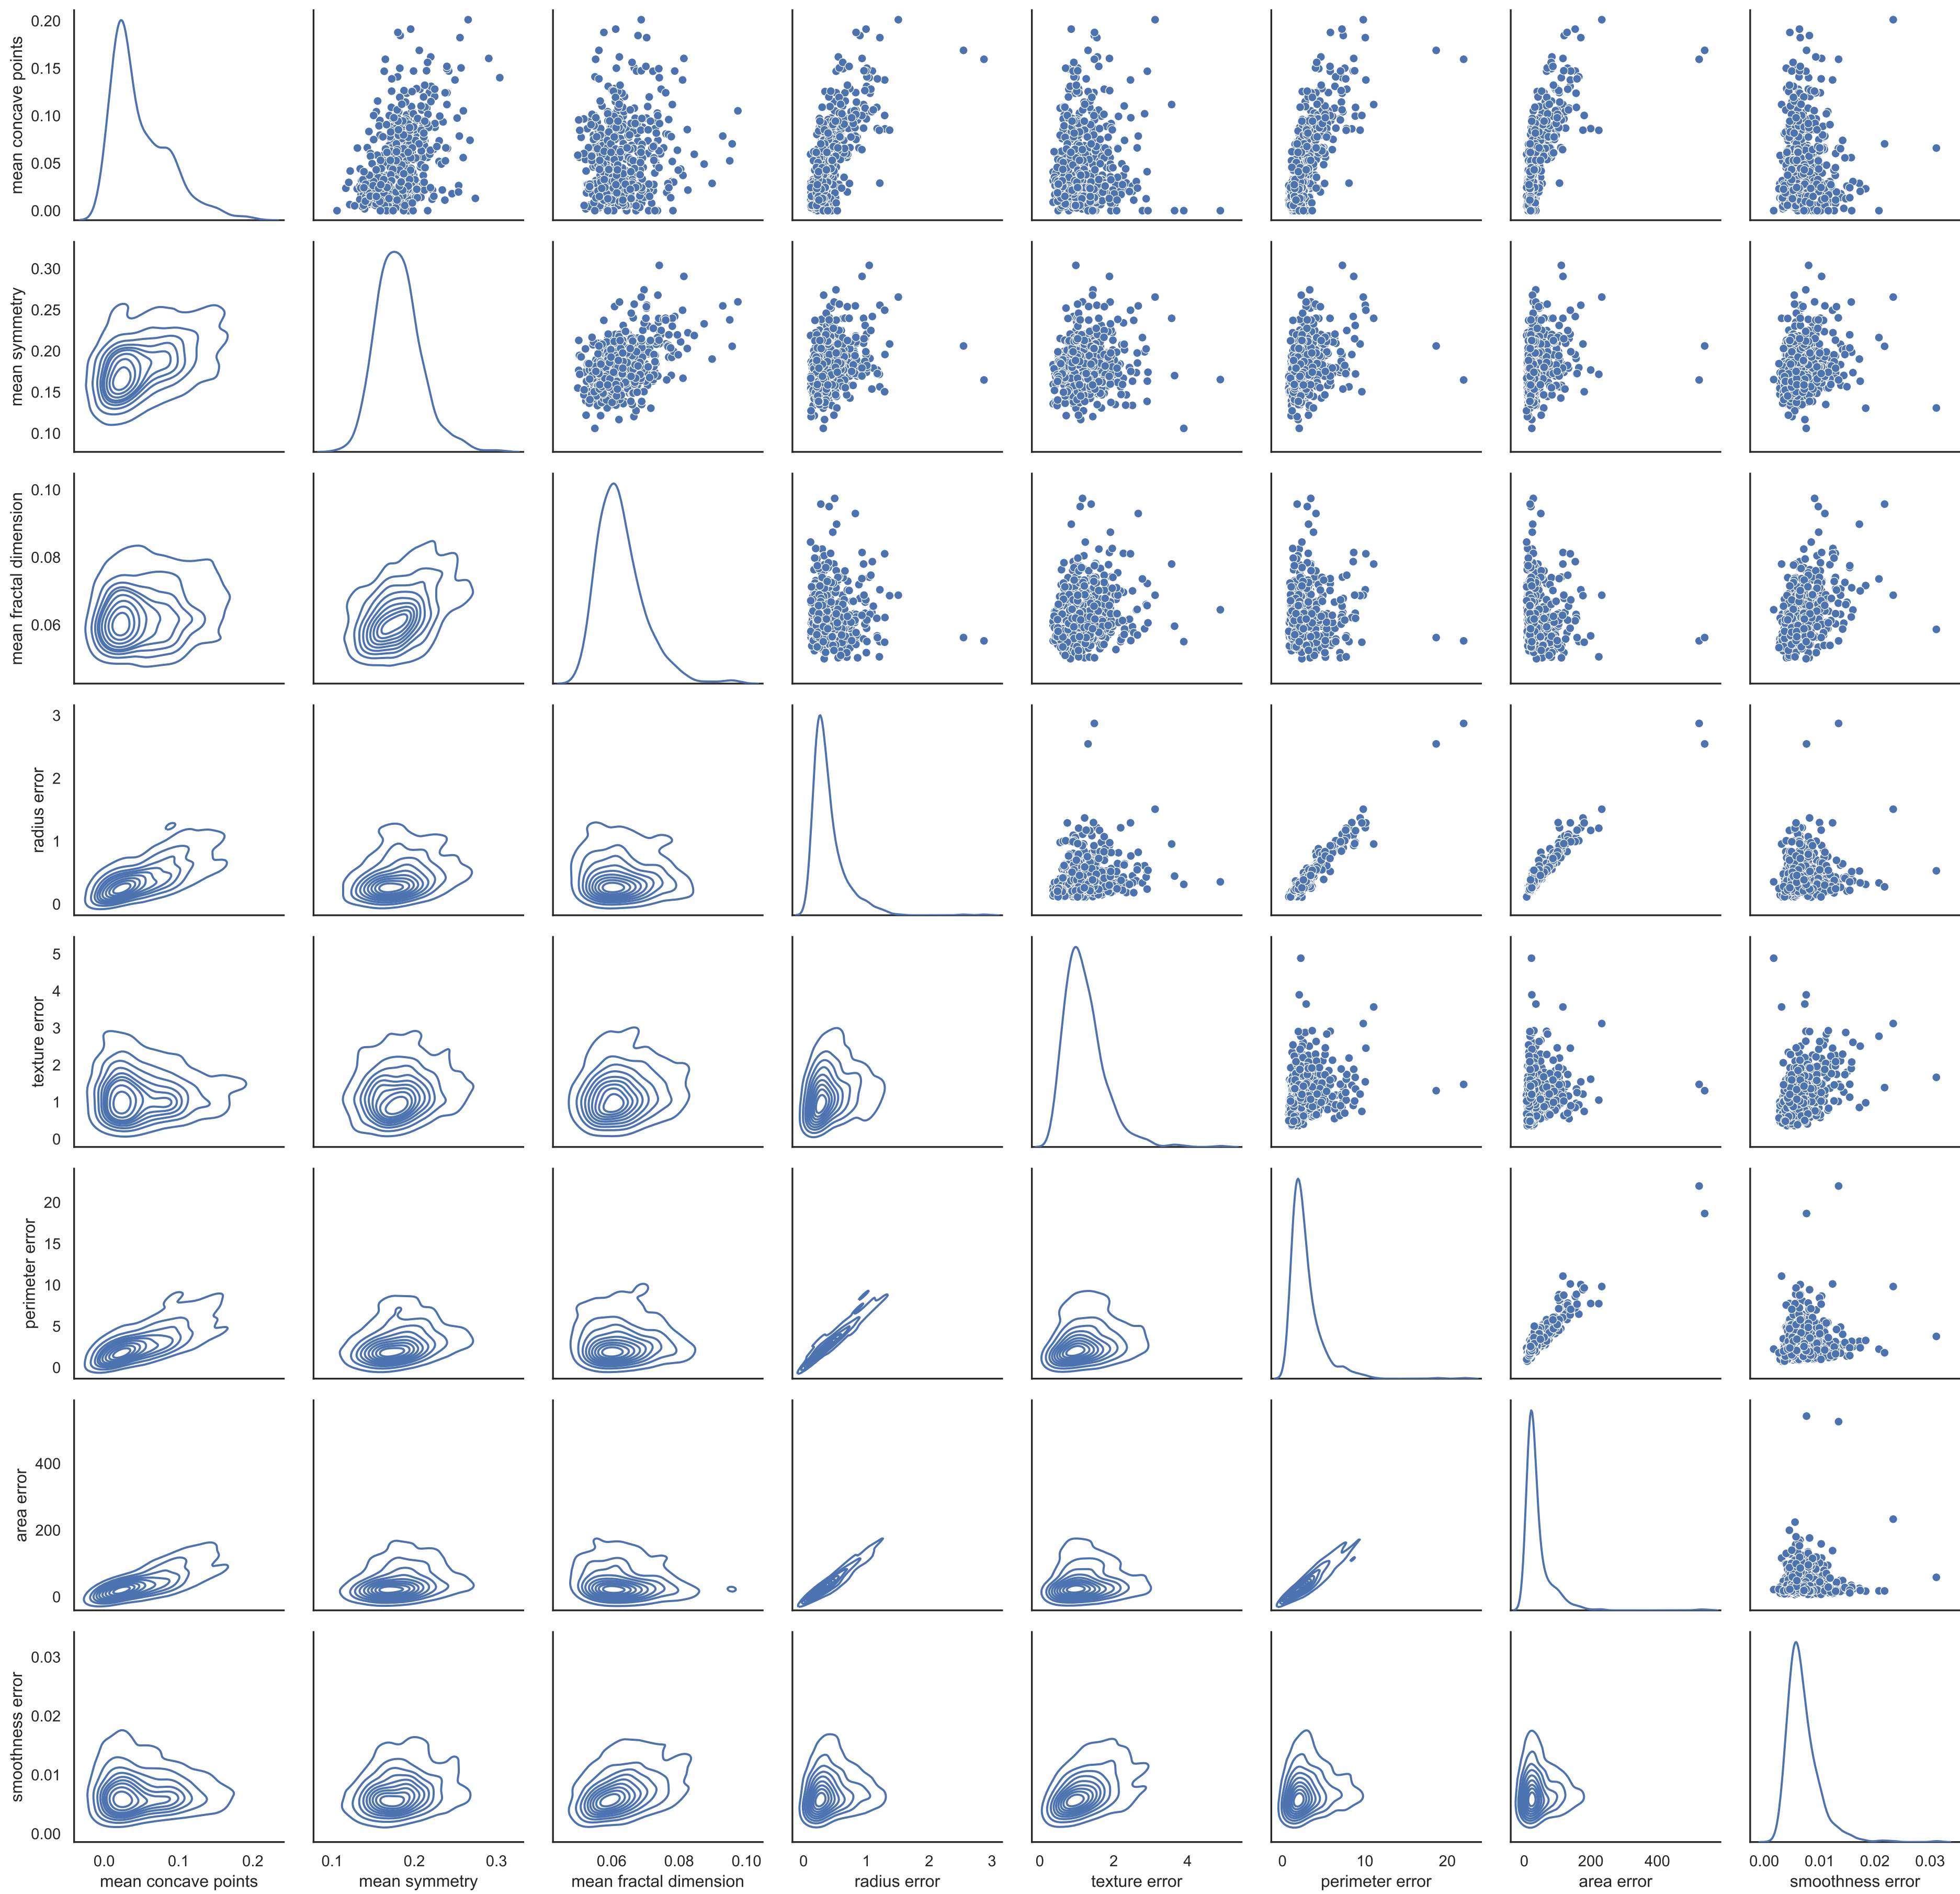 0.20
0.15
0.10
0.05
0.00
mean concave points
0.30
0.25
0.20
0.15
0.10
mean symmetry
0.10
0.08
0.06
mean fractal dimension
3
2
1
0
radius error
5
4
3
2
1
0
texture error
20
15
10
5
0
perimeter error
400
200
0
area error
0.03
0.02
0.01
0.00
smoothness error
0.0 0.1 0.2
mean concave points
0.1 0.2 0.3
mean symmetry
0.06 0.08 0.10
mean fractal dimension
0 1 2 3
radius error
0 2 4
texture error
0 10 20
perimeter error
0 200 400
area error
0.00 0.01 0.02 0.03
smoothness error